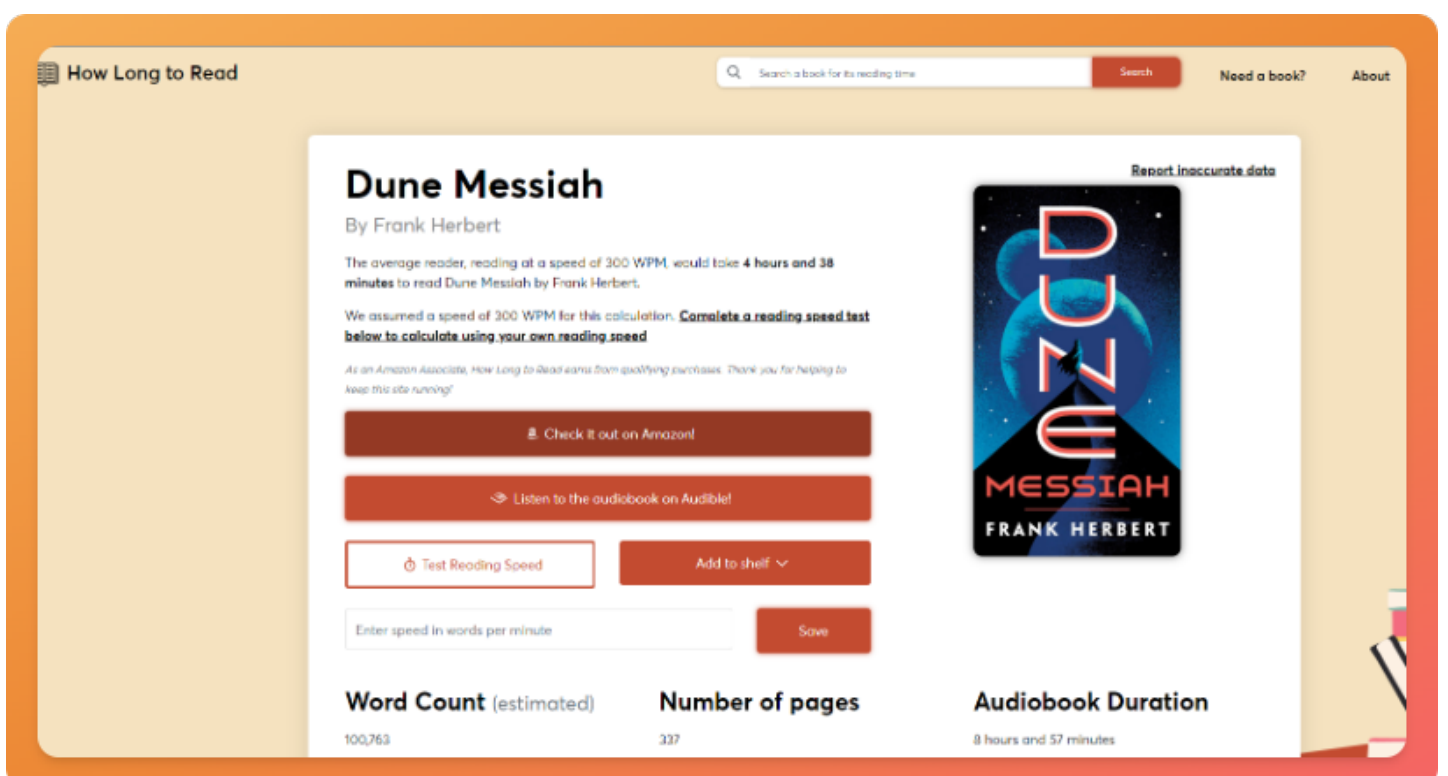 How Long to Read
Search a book for its reading time
Search
Need a book?
About
Report inaccurate data
Dune Messiah
By Frank Herbert
The average reader, reading at a speed of 300 WPM, would take 4 hours and 38
minutes to read Dune Messiah by Frank Herbert.
We assumed a speed of 300 WPM for this calculation. Complete a reading speed test
below to calculate using your own reading speed
As an Amazon Associate, How Long to Read earns from qualifying purchases. Thank you for helping to
keep this site running!
Check it out on Amazon!
Listen to the audiobook on Audible!
Test Reading Speed
Add to shelf
Enter speed in words per minute
Save
DUNE
MESSIAH
FRANK HERBERT
Word Count (estimated)
100,763
Number of pages
337
Audiobook Duration
8 hours and 57 minutes